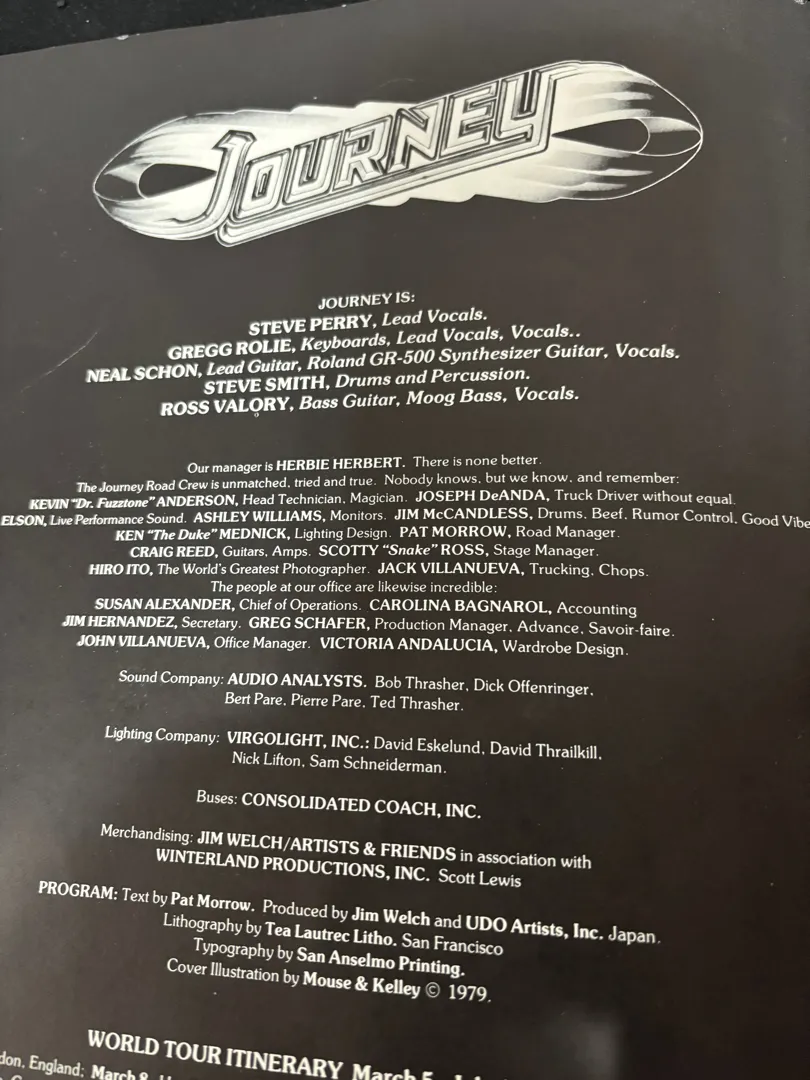 JOURNEY
JOURNEY IS:
STEVE PERRY, Lead Vocals.
GREGG ROLIE, Keyboards, Lead Vocals, Vocals..
NEAL SCHON, Lead Guitar, Roland GR-500 Synthesizer Guitar, Vocals.
STEVE SMITH, Drums and Percussion.
ROSS VALORY, Bass Guitar, Moog Bass, Vocals.
Our manager is HERBIE HERBERT. There is none better.
The Journey Road Crew is unmatched, tried and true. Nobody knows, but we know, and remember:
KEVIN "Dr. Fuzztone" ANDERSON, Head Technician, Magician. JOSEPH DeANDA, Truck Driver without equal.
ELSON, Live Performance Sound. ASHLEY WILLIAMS, Monitors. JIM McCANDLESS, Drums, Beef, Rumor Control, Good Vibe
KEN "The Duke" MEDNICK, Lighting Design. PAT MORROW, Road Manager.
CRAIG REED, Guitars, Amps. SCOTTY "Snake" ROSS, Stage Manager.
HIRO ITO, The World's Greatest Photographer. JACK VILLANUEVA, Trucking, Chops.
The people at our office are likewise incredible:
SUSAN ALEXANDER, Chief of Operations. CAROLINA BAGNAROL, Accounting
JIM HERNANDEZ, Secretary. GREG SCHAFER, Production Manager, Advance, Savoir-faire.
JOHN VILLANUEVA, Office Manager. VICTORIA ANDALUCIA, Wardrobe Design.
Sound Company: AUDIO ANALYSTS. Bob Thrasher, Dick Offenringer,
Bert Pare, Pierre Pare, Ted Thrasher.
Lighting Company: VIRGOLIGHT, INC.: David Eskelund, David Thrailkill,
Nick Lifton, Sam Schneiderman.
Buses: CONSOLIDATED COACH, INC.
Merchandising: JIM WELCH/ARTISTS & FRIENDS in association with
WINTERLAND PRODUCTIONS, INC. Scott Lewis
PROGRAM: Text by Pat Morrow. Produced by Jim Welch and UDO Artists, Inc. Japan.
Lithography by Tea Lautrec Litho. San Francisco
Typography by San Anselmo Printing.
Cover Illustration by Mouse & Kelley © 1979.
WORLD TOUR ITINERARY March 5
don, England: March 8